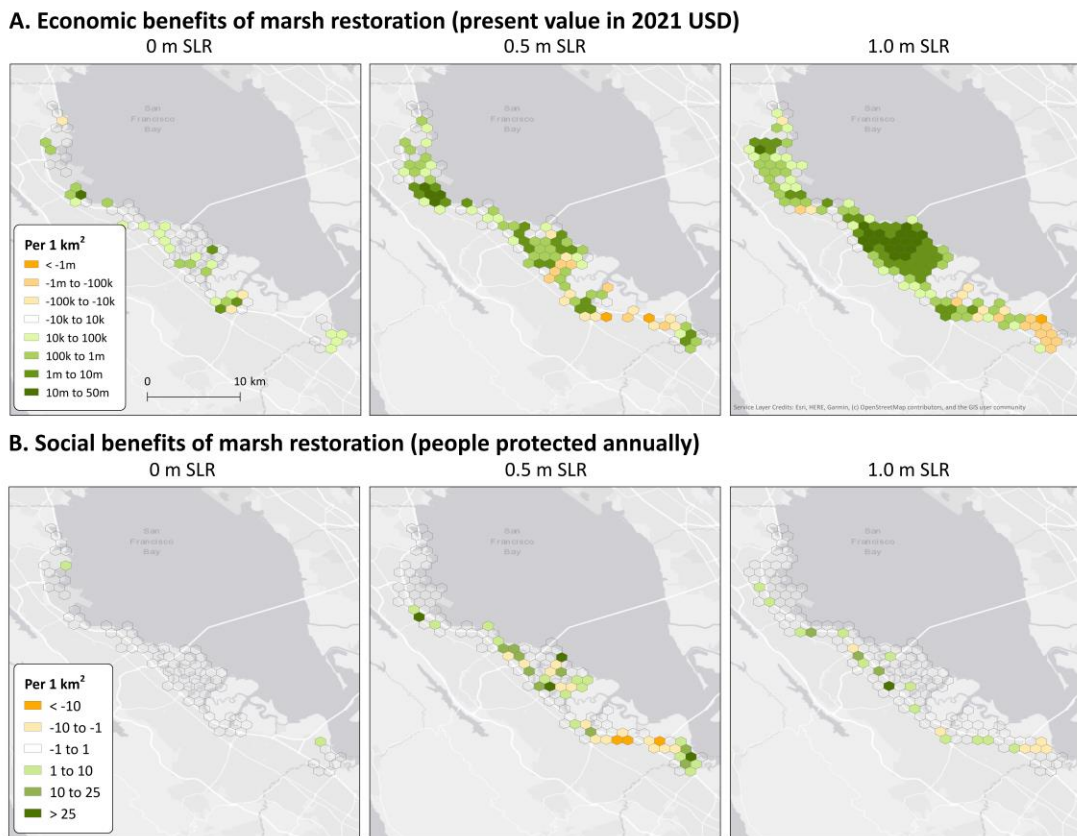 A. Economic benefits of marsh restoration (present value in 2021 USD)
0 m SLR
0.5 m SLR
1.0 m SLR
San
Francisco
Bay
San
Francisco
Bay
San
Francisco
Bay
Per 1 km²
< -1m
-1m to -100k
-100k to -10k
-10k to 10k
10k to 100k
100k to 1m
1m to 10m
10m to 50m
0 10 km
Service Layer Credits: Esri, HERE, Garmin, (c) OpenStreetMap contributors, and the GIS user community
B. Social benefits of marsh restoration (people protected annually)
0 m SLR
0.5 m SLR
1.0 m SLR
San
Francisco
Bay
San
Francisco
Bay
San
Francisco
Bay
Per 1 km²
< -10
-10 to -1
-1 to 1
1 to 10
10 to 25
> 25